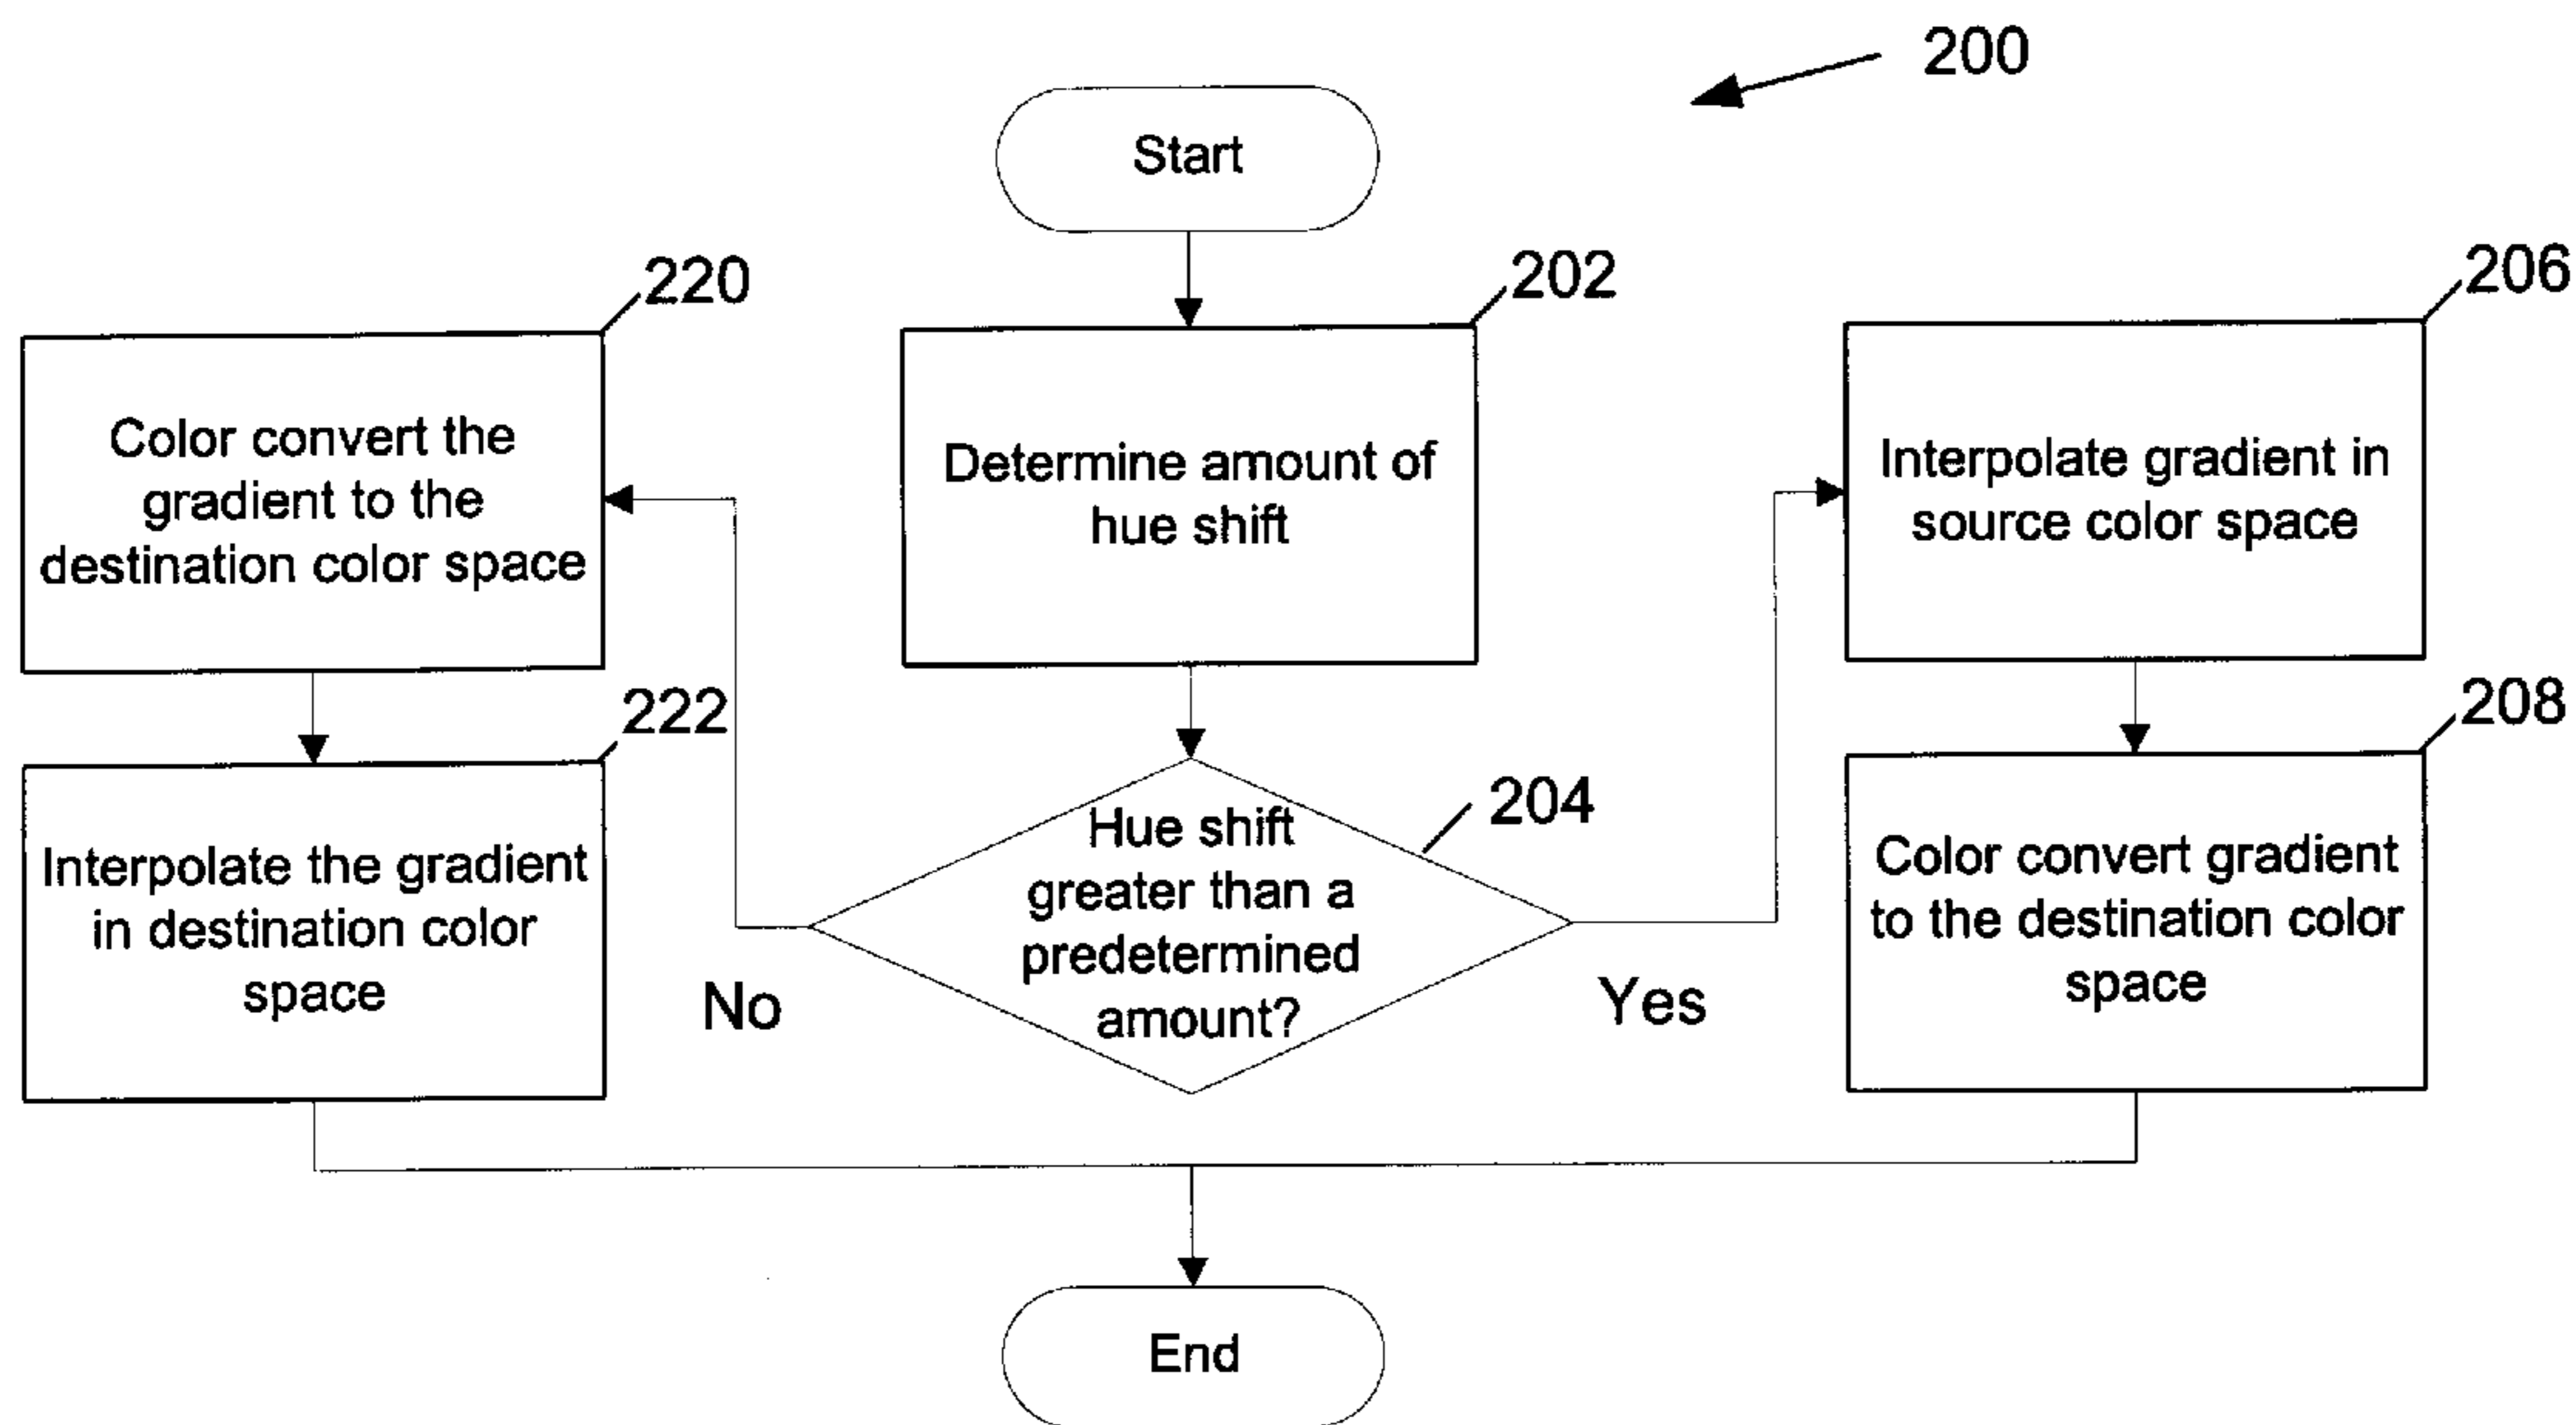 200
Start
220
202
206
Color convert the
gradient to the
destination color space
Determine amount of
hue shift
Interpolate gradient in
source color space
222
204
208
Interpolate the gradient
in destination color
space
Hue shift
greater than a
predetermined
amount?
Color convert gradient
to the destination color
space
No
Yes
End